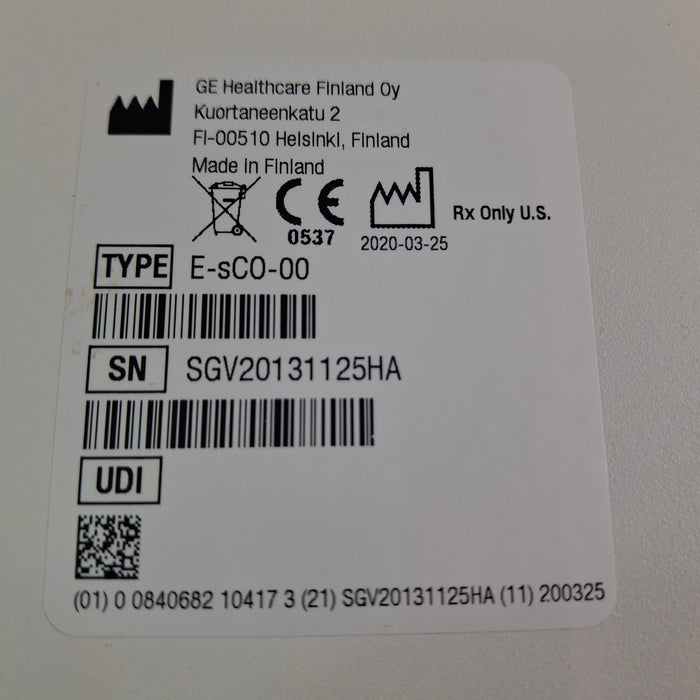 GE Healthcare Finland Oy
Kuortaneenkatu 2
FI-00510 Helsinki, Finland
Made in Finland
CE
0537
2020-03-25
Rx Only U.S.
TYPE E-sCO-00
SN SGV20131125HA
UDI
(01) 0 0840682 10417 3 (21) SGV20131125HA (11) 200325